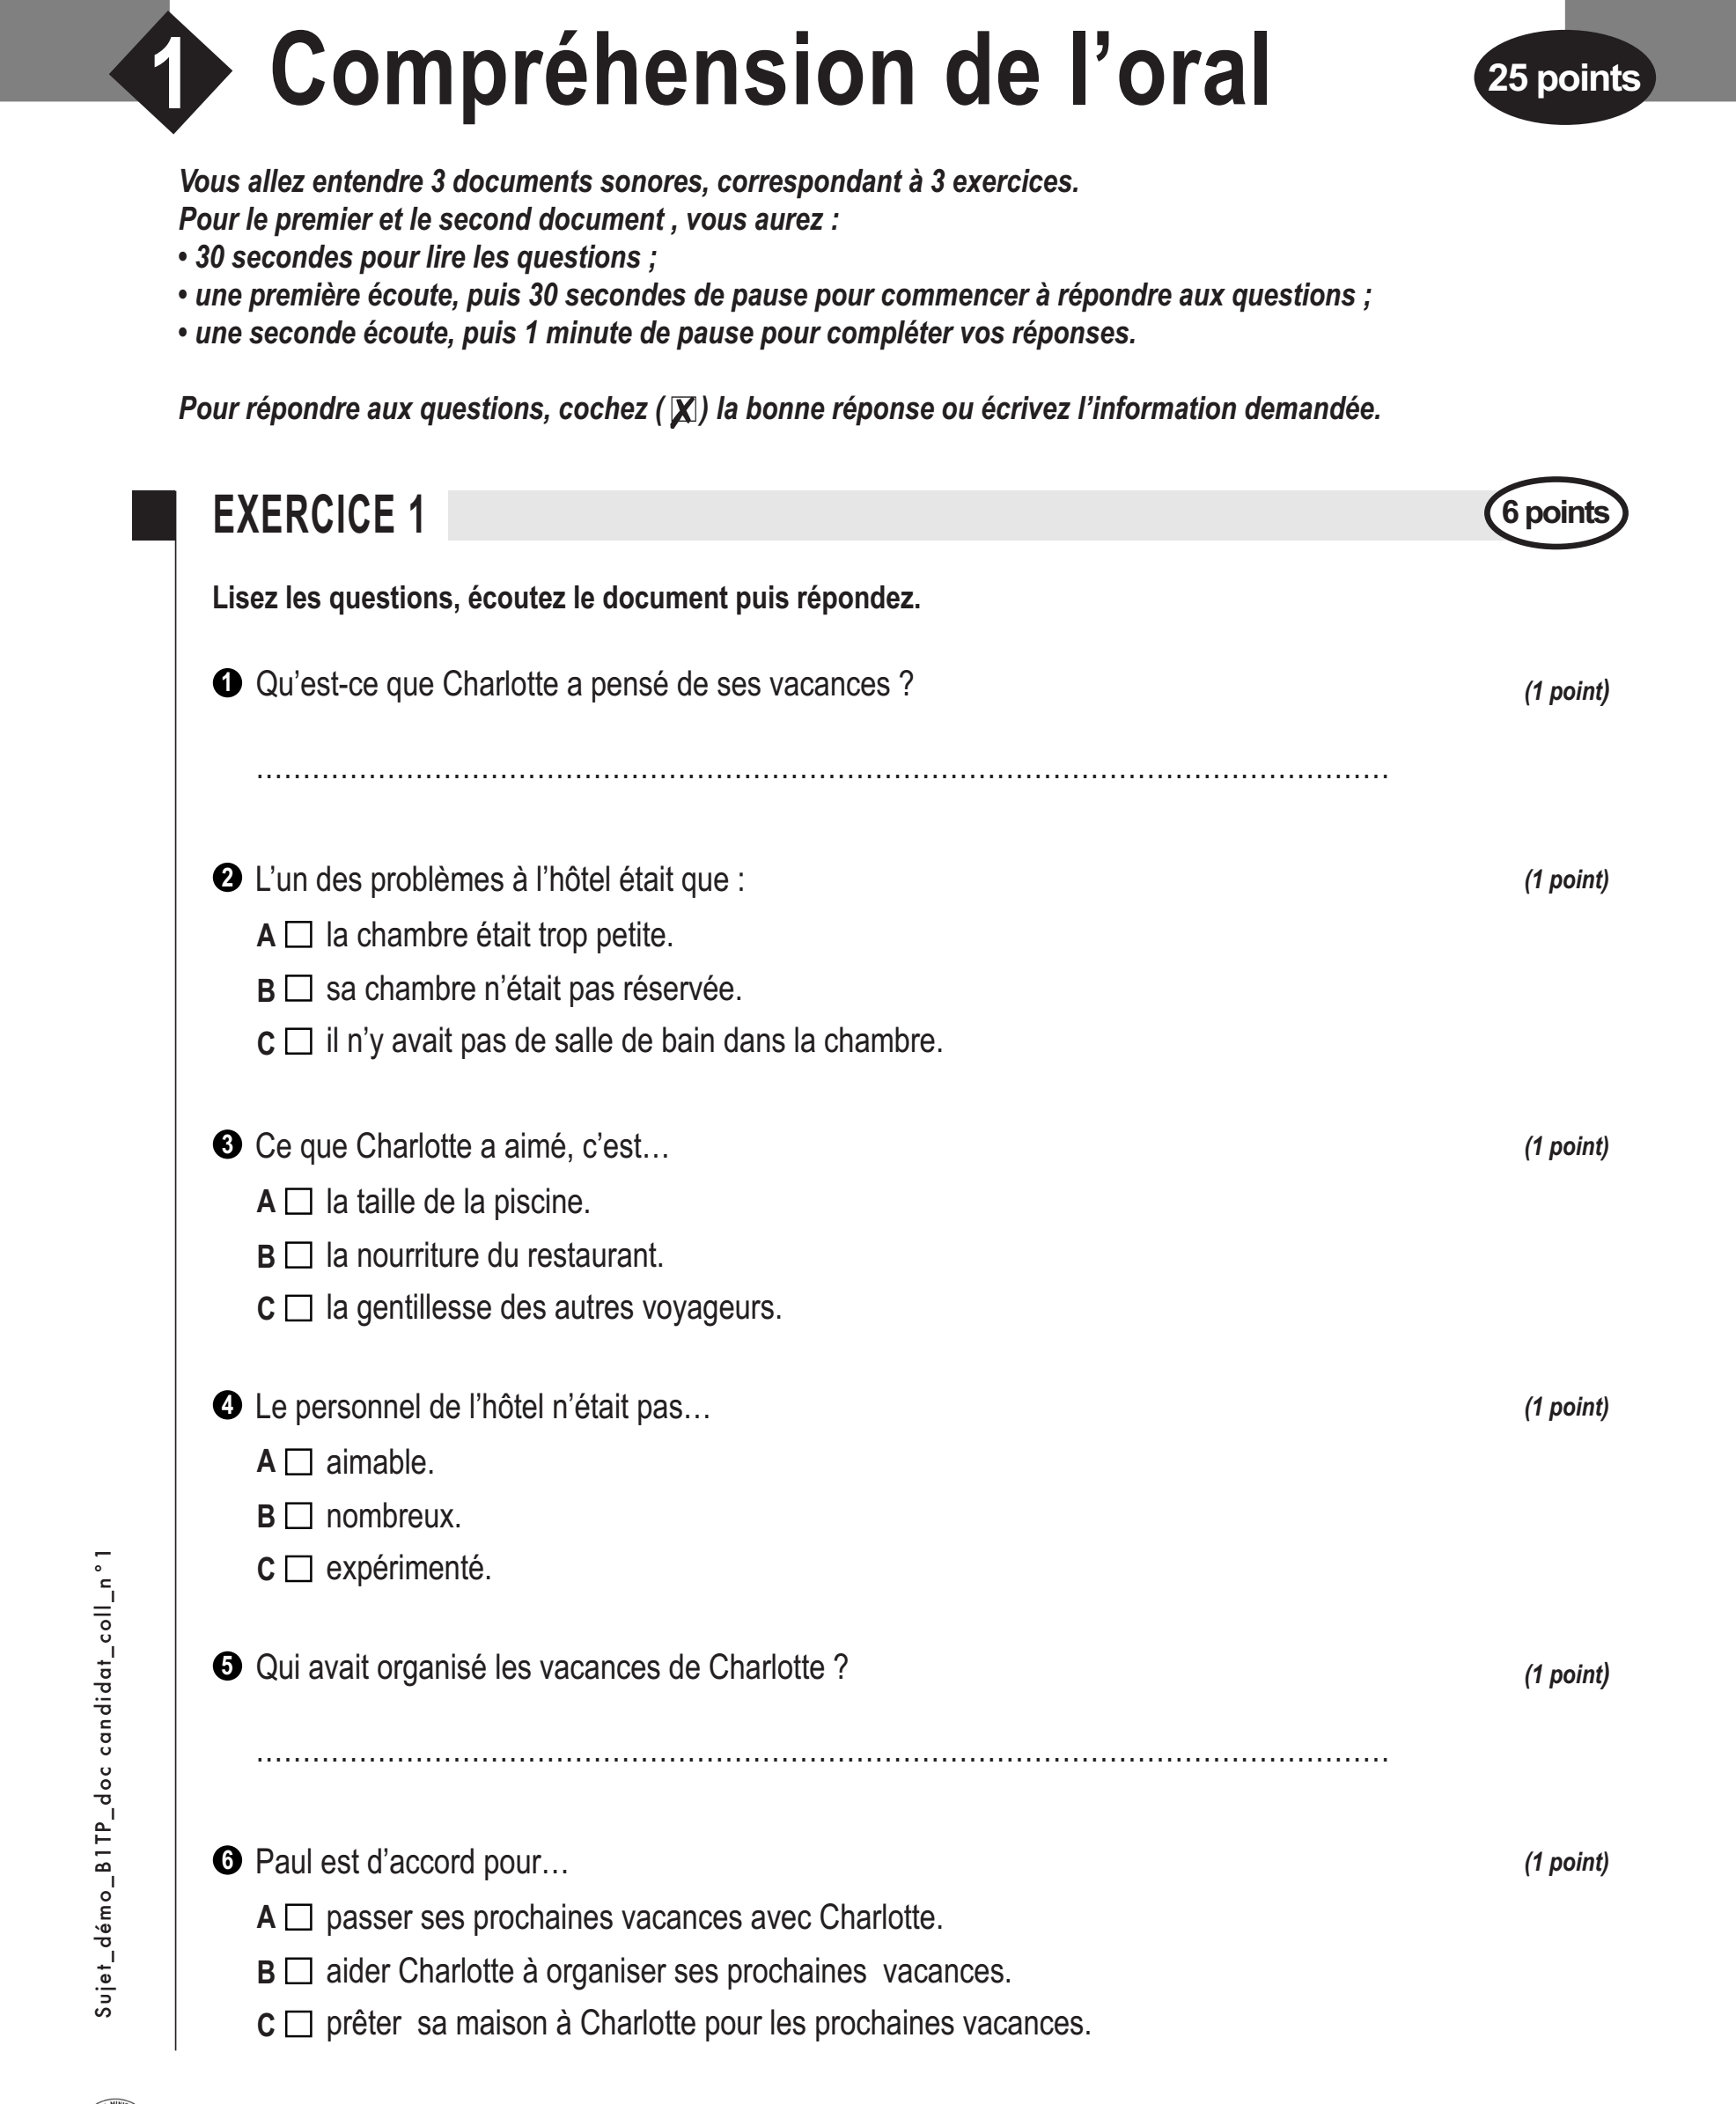 1 Compréhension de l’oral 25 points
Vous allez entendre 3 documents sonores, correspondant à 3 exercices.
Pour le premier et le second document , vous aurez :
• 30 secondes pour lire les questions ;
• une première écoute, puis 30 secondes de pause pour commencer à répondre aux questions ;
• une seconde écoute, puis 1 minute de pause pour compléter vos réponses.
Pour répondre aux questions, cochez ( ☒ ) la bonne réponse ou écrivez l’information demandée.
EXERCICE 1 6 points
Lisez les questions, écoutez le document puis répondez.
❶ Qu’est-ce que Charlotte a pensé de ses vacances ? (1 point)
❷ L’un des problèmes à l’hôtel était que : (1 point)
A ☐ la chambre était trop petite.
B ☐ sa chambre n’était pas réservée.
C ☐ il n’y avait pas de salle de bain dans la chambre.
❸ Ce que Charlotte a aimé, c’est… (1 point)
A ☐ la taille de la piscine.
B ☐ la nourriture du restaurant.
C ☐ la gentillesse des autres voyageurs.
❹ Le personnel de l’hôtel n’était pas… (1 point)
A ☐ aimable.
B ☐ nombreux.
C ☐ expérimenté.
❺ Qui avait organisé les vacances de Charlotte ? (1 point)
❻ Paul est d’accord pour… (1 point)
A ☐ passer ses prochaines vacances avec Charlotte.
B ☐ aider Charlotte à organiser ses prochaines vacances.
C ☐ prêter sa maison à Charlotte pour les prochaines vacances.
Sujet_démo_B1TP_doc candidat_coll_n°1